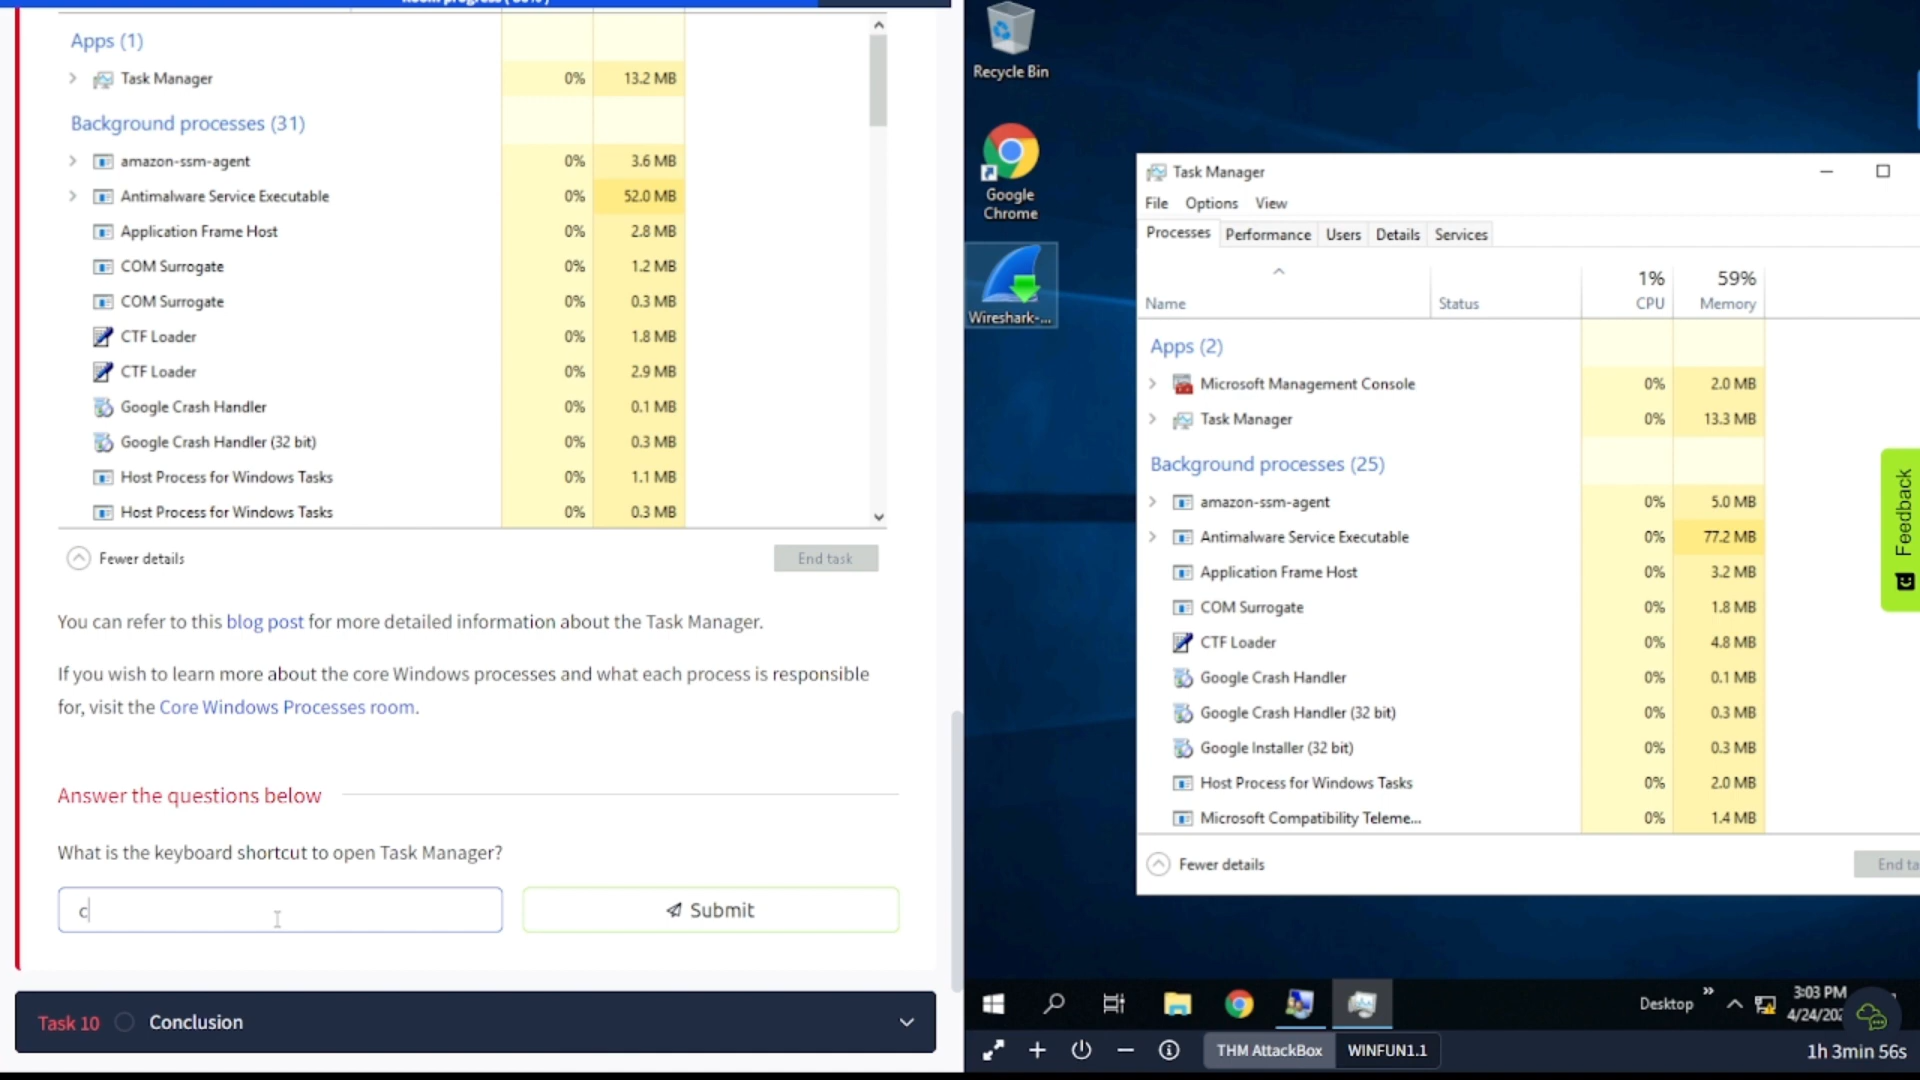 Apps (1)
Task Manager 0% 13.2 MB
Background processes (31)
amazon-ssm-agent 0% 3.6 MB
Antimalware Service Executable 0% 52.0 MB
Application Frame Host 0% 2.8 MB
COM Surrogate 0% 1.2 MB
COM Surrogate 0% 0.3 MB
CTF Loader 0% 1.8 MB
CTF Loader 0% 2.9 MB
Google Crash Handler 0% 0.1 MB
Google Crash Handler (32 bit) 0% 0.3 MB
Host Process for Windows Tasks 0% 1.1 MB
Host Process for Windows Tasks 0% 0.3 MB
Fewer details End task
You can refer to this blog post for more detailed information about the Task Manager.
If you wish to learn more about the core Windows processes and what each process is responsible
for, visit the Core Windows Processes room.
Answer the questions below
What is the keyboard shortcut to open Task Manager?
c Submit
Task 10 Conclusion
Recycle Bin
Google
Chrome
Wireshark-...
Task Manager
File Options View
Processes Performance Users Details Services
1% 59%
Name Status CPU Memory
Apps (2)
Microsoft Management Console 0% 2.0 MB
Task Manager 0% 13.3 MB
Background processes (25)
amazon-ssm-agent 0% 5.0 MB
Antimalware Service Executable 0% 77.2 MB
Application Frame Host 0% 3.2 MB
COM Surrogate 0% 1.8 MB
CTF Loader 0% 4.8 MB
Google Crash Handler 0% 0.1 MB
Google Crash Handler (32 bit) 0% 0.3 MB
Google Installer (32 bit) 0% 0.3 MB
Host Process for Windows Tasks 0% 2.0 MB
Microsoft Compatibility Teleme... 0% 1.4 MB
Fewer details End ta
Feedback
Desktop » 3:03 PM
4/24/202
THM AttackBox WINFUN1.1 1h 3min 56s